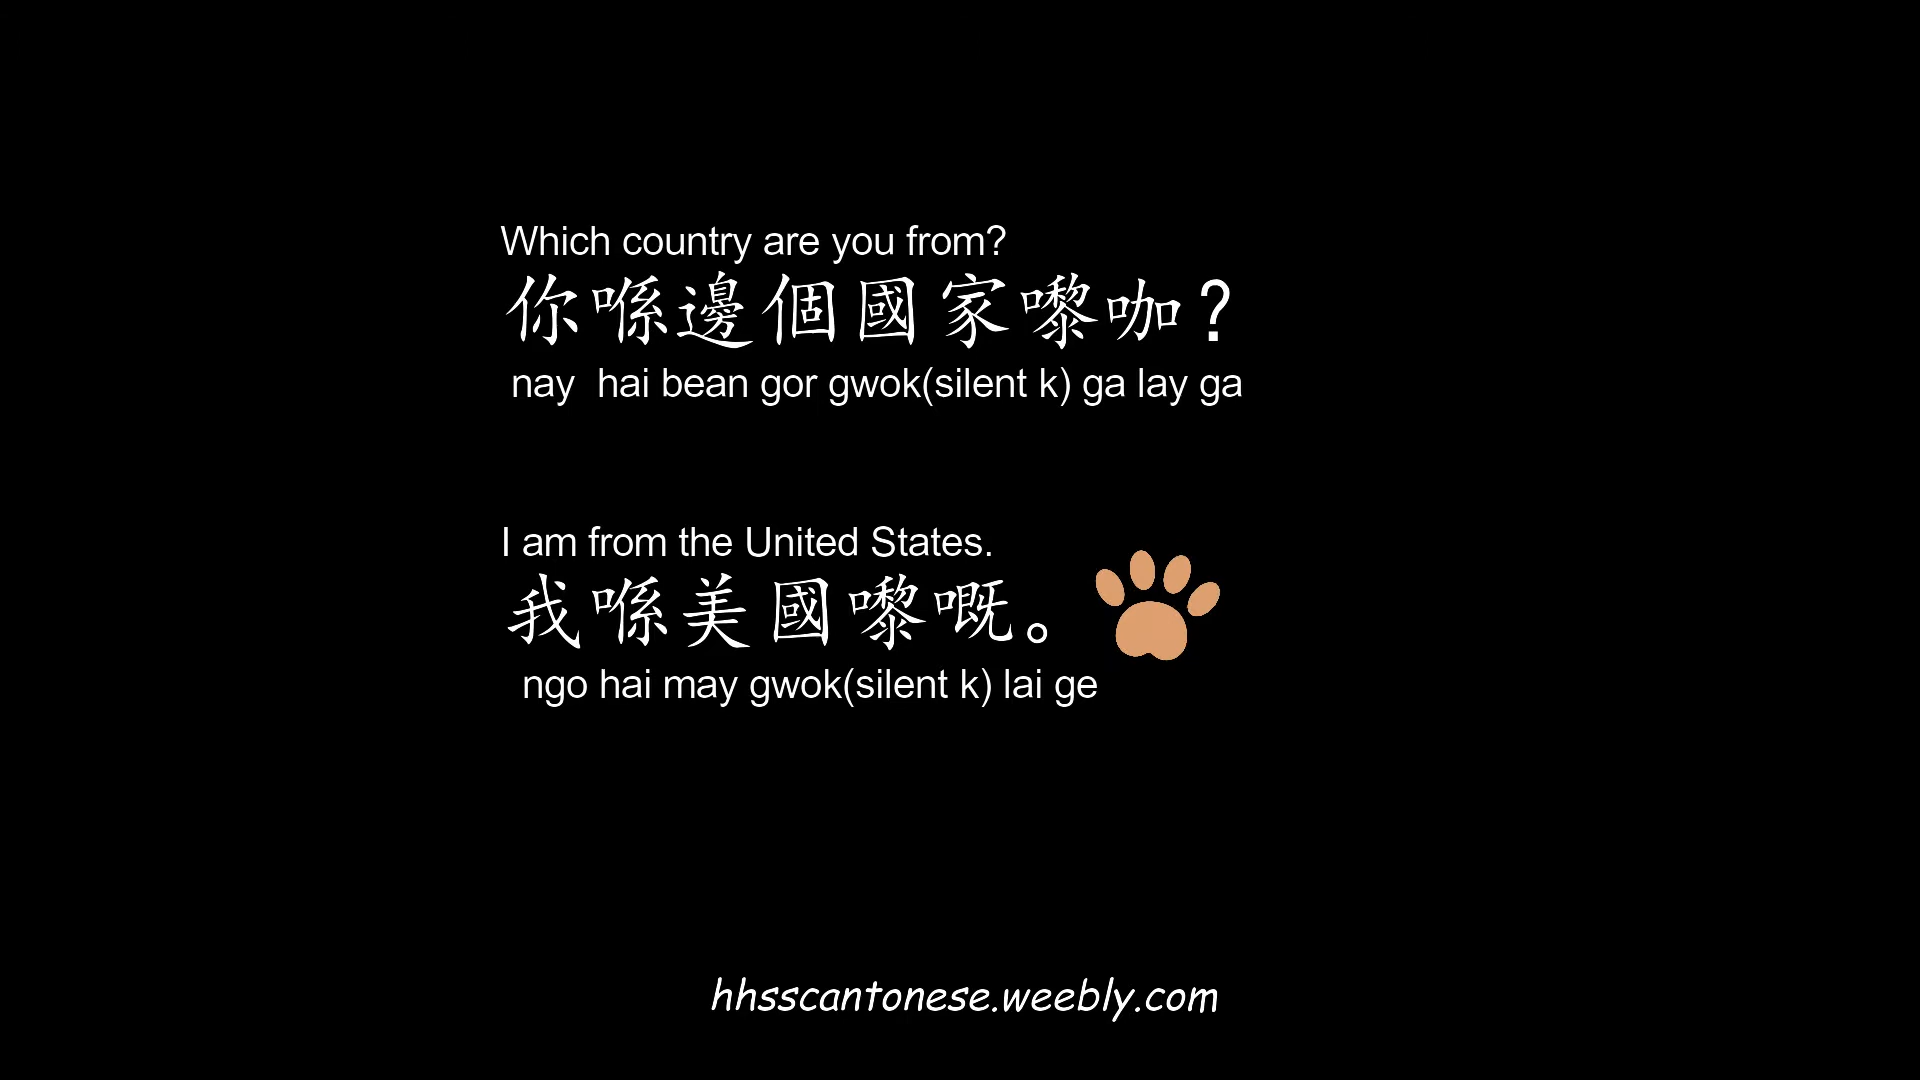 Which country are you from?
你喺邊個國家嚟咖?
nay hai bean gor gwok(silent k) ga lay ga
I am from the United States.
我喺美國嚟嘅。
ngo hai may gwok(silent k) lai ge
hhsscantonese.weebly.com